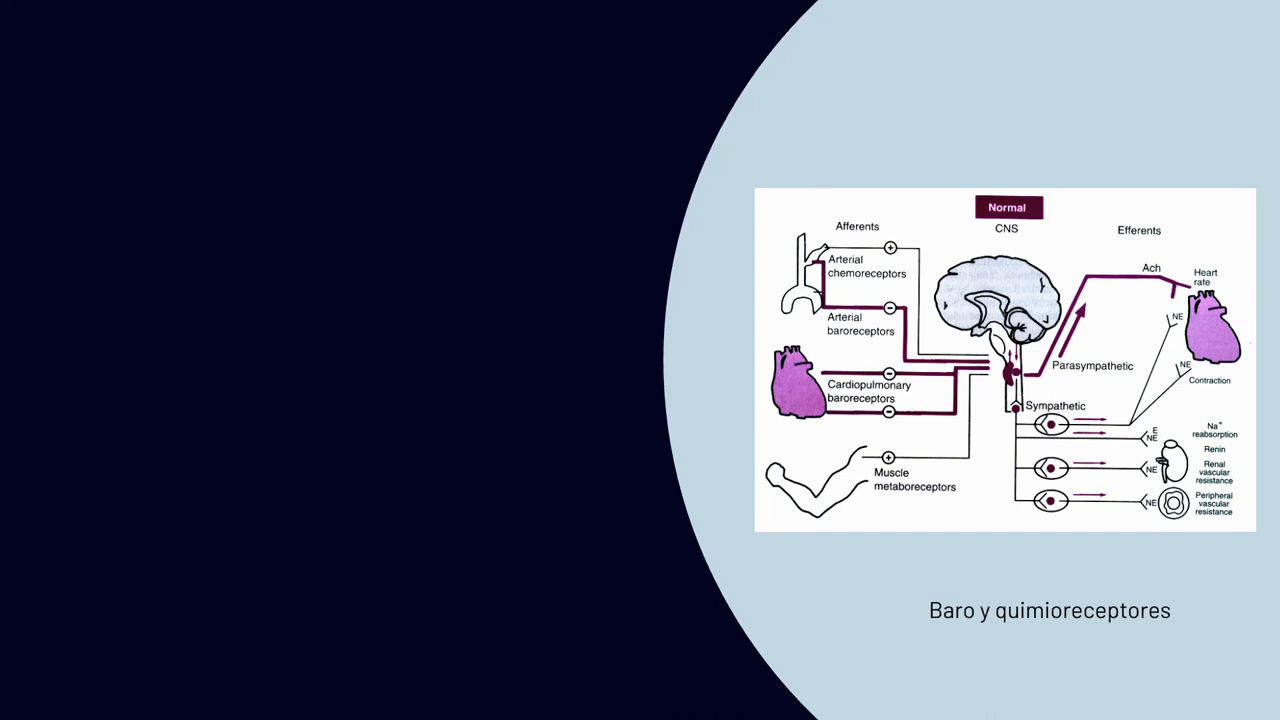 Normal
Afferents
CNS
Efferents
Arterial
chemoreceptors
Arterial
baroreceptors
Cardiopulmonary
baroreceptors
Muscle
metaboreceptors
Parasympathetic
Sympathetic
Ach
Heart
rate
NE
NE
Contraction
E
NE
Na+
reabsorption
Renin
NE
Renal
vascular
resistance
NE
Peripheral
vascular
resistance
Baro y quimioreceptores